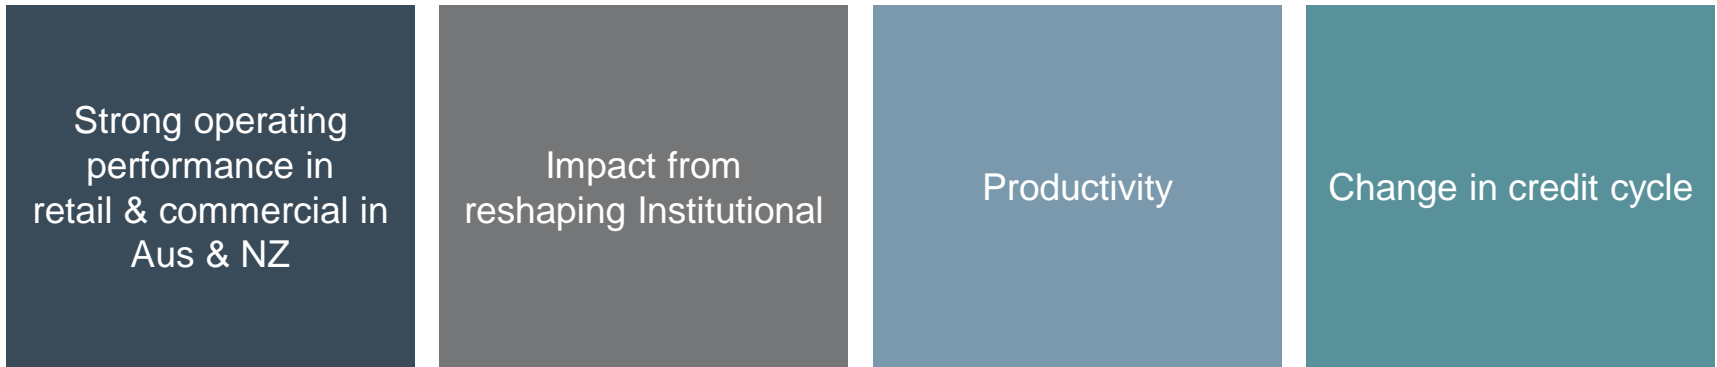 Strong operating
performance in
retail & commercial in
Aus & NZ
Impact from
reshaping Institutional
Productivity
Change in credit cycle